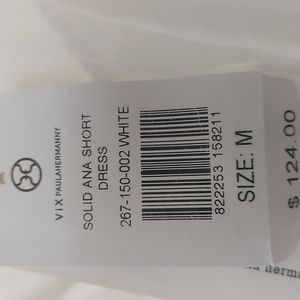 ViX PAULAHERMANNY
SOLID ANA SHORT
DRESS
267-150-002 WHITE
822253 158211
SIZE: M
$ 124.00